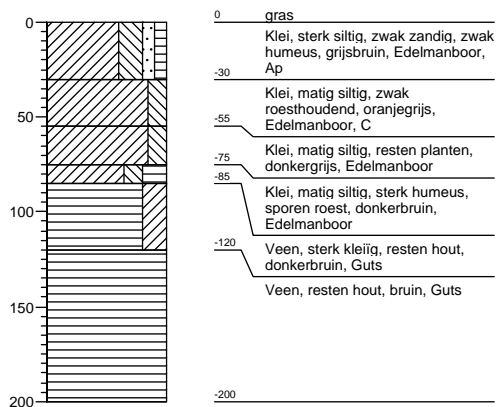 0
50
100
150
200
0
gras
Klei, sterk siltig, zwak zandig, zwak
humeus, grijsbruin, Edelmanboor,
Ap
-30
Klei, matig siltig, zwak
roesthoudend, oranjegrijs,
Edelmanboor, C
-55
Klei, matig siltig, resten planten,
donkergrijs, Edelmanboor
-75
-85
Klei, matig siltig, sterk humeus,
sporen roest, donkerbruin,
Edelmanboor
-120
Veen, sterk kleiïg, resten hout,
donkerbruin, Guts
Veen, resten hout, bruin, Guts
-200